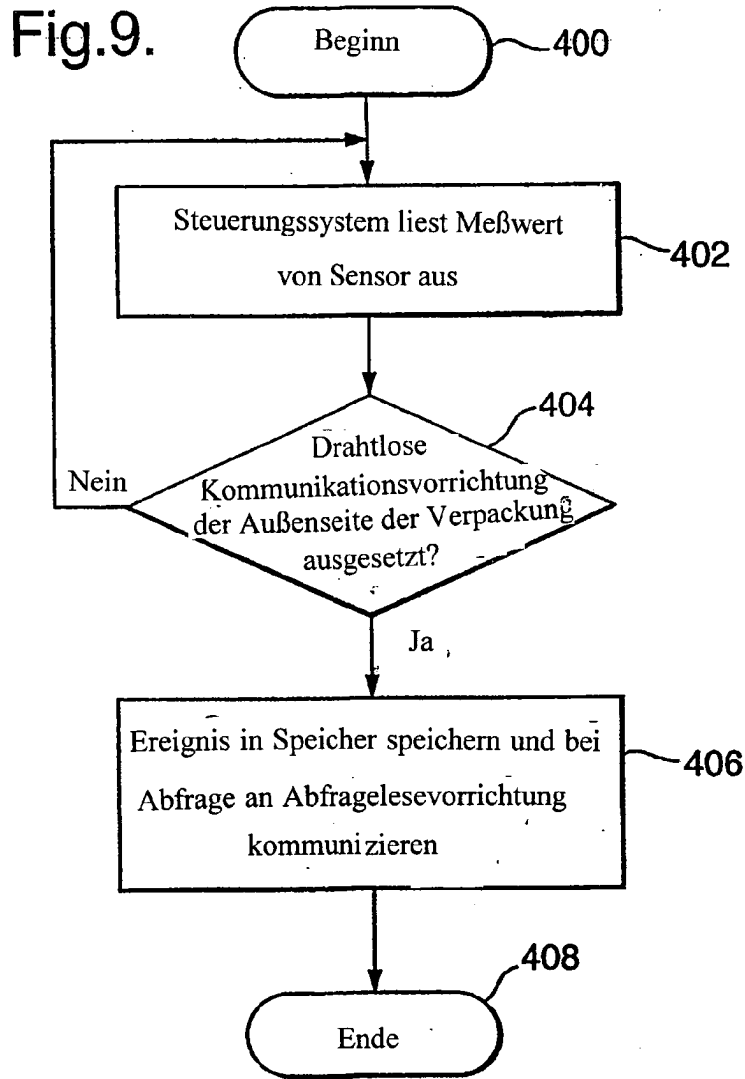 Fig.9.
Beginn
400
Steuerungssystem liest Meßwert
von Sensor aus
402
404
Drahtlose
Kommunikationsvorrichtung
der Außenseite der Verpackung
ausgesetzt?
Nein
Ja
Ereignis in Speicher speichern und bei
Abfrage an Abfragelesevorrichtung
kommunizieren
406
408
Ende